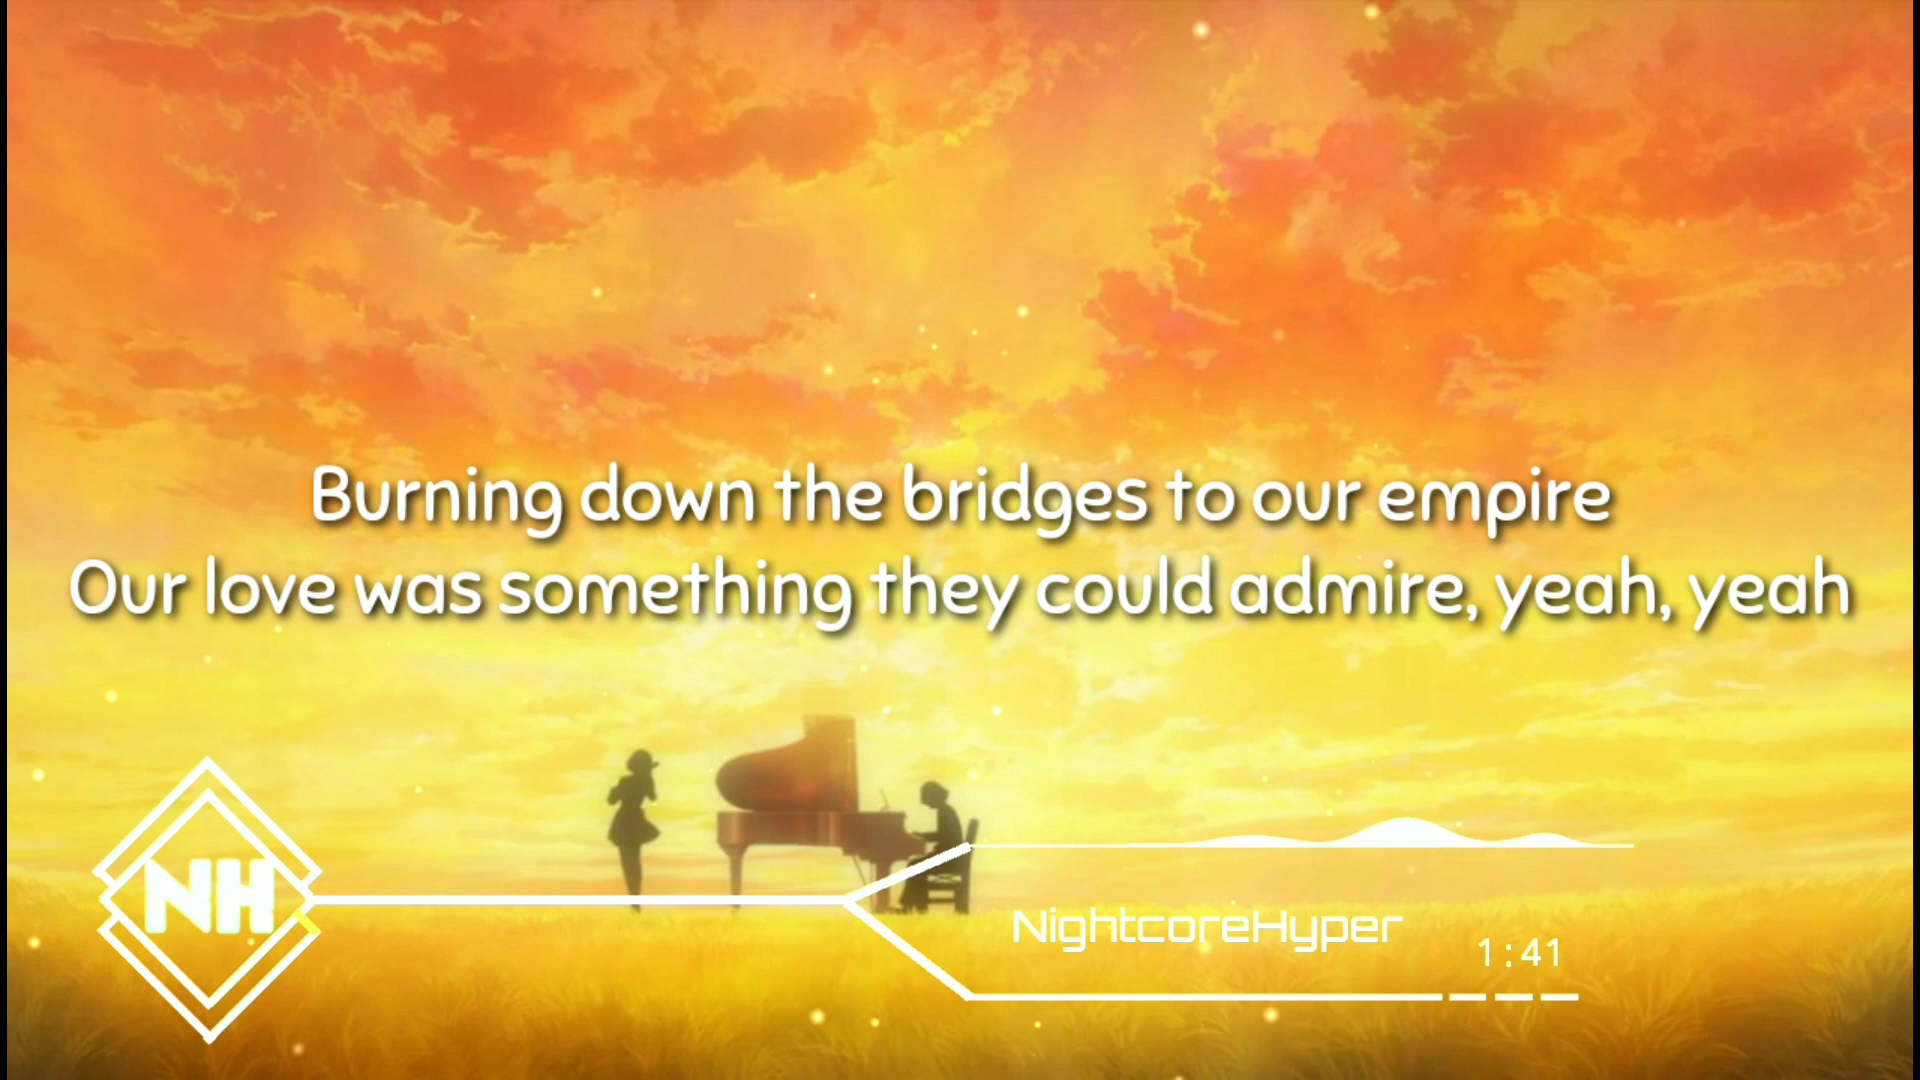 Burning down the bridges to our empire
Our love was something they could admire, yeah, yeah
NH
NightcoreHyper
1:41